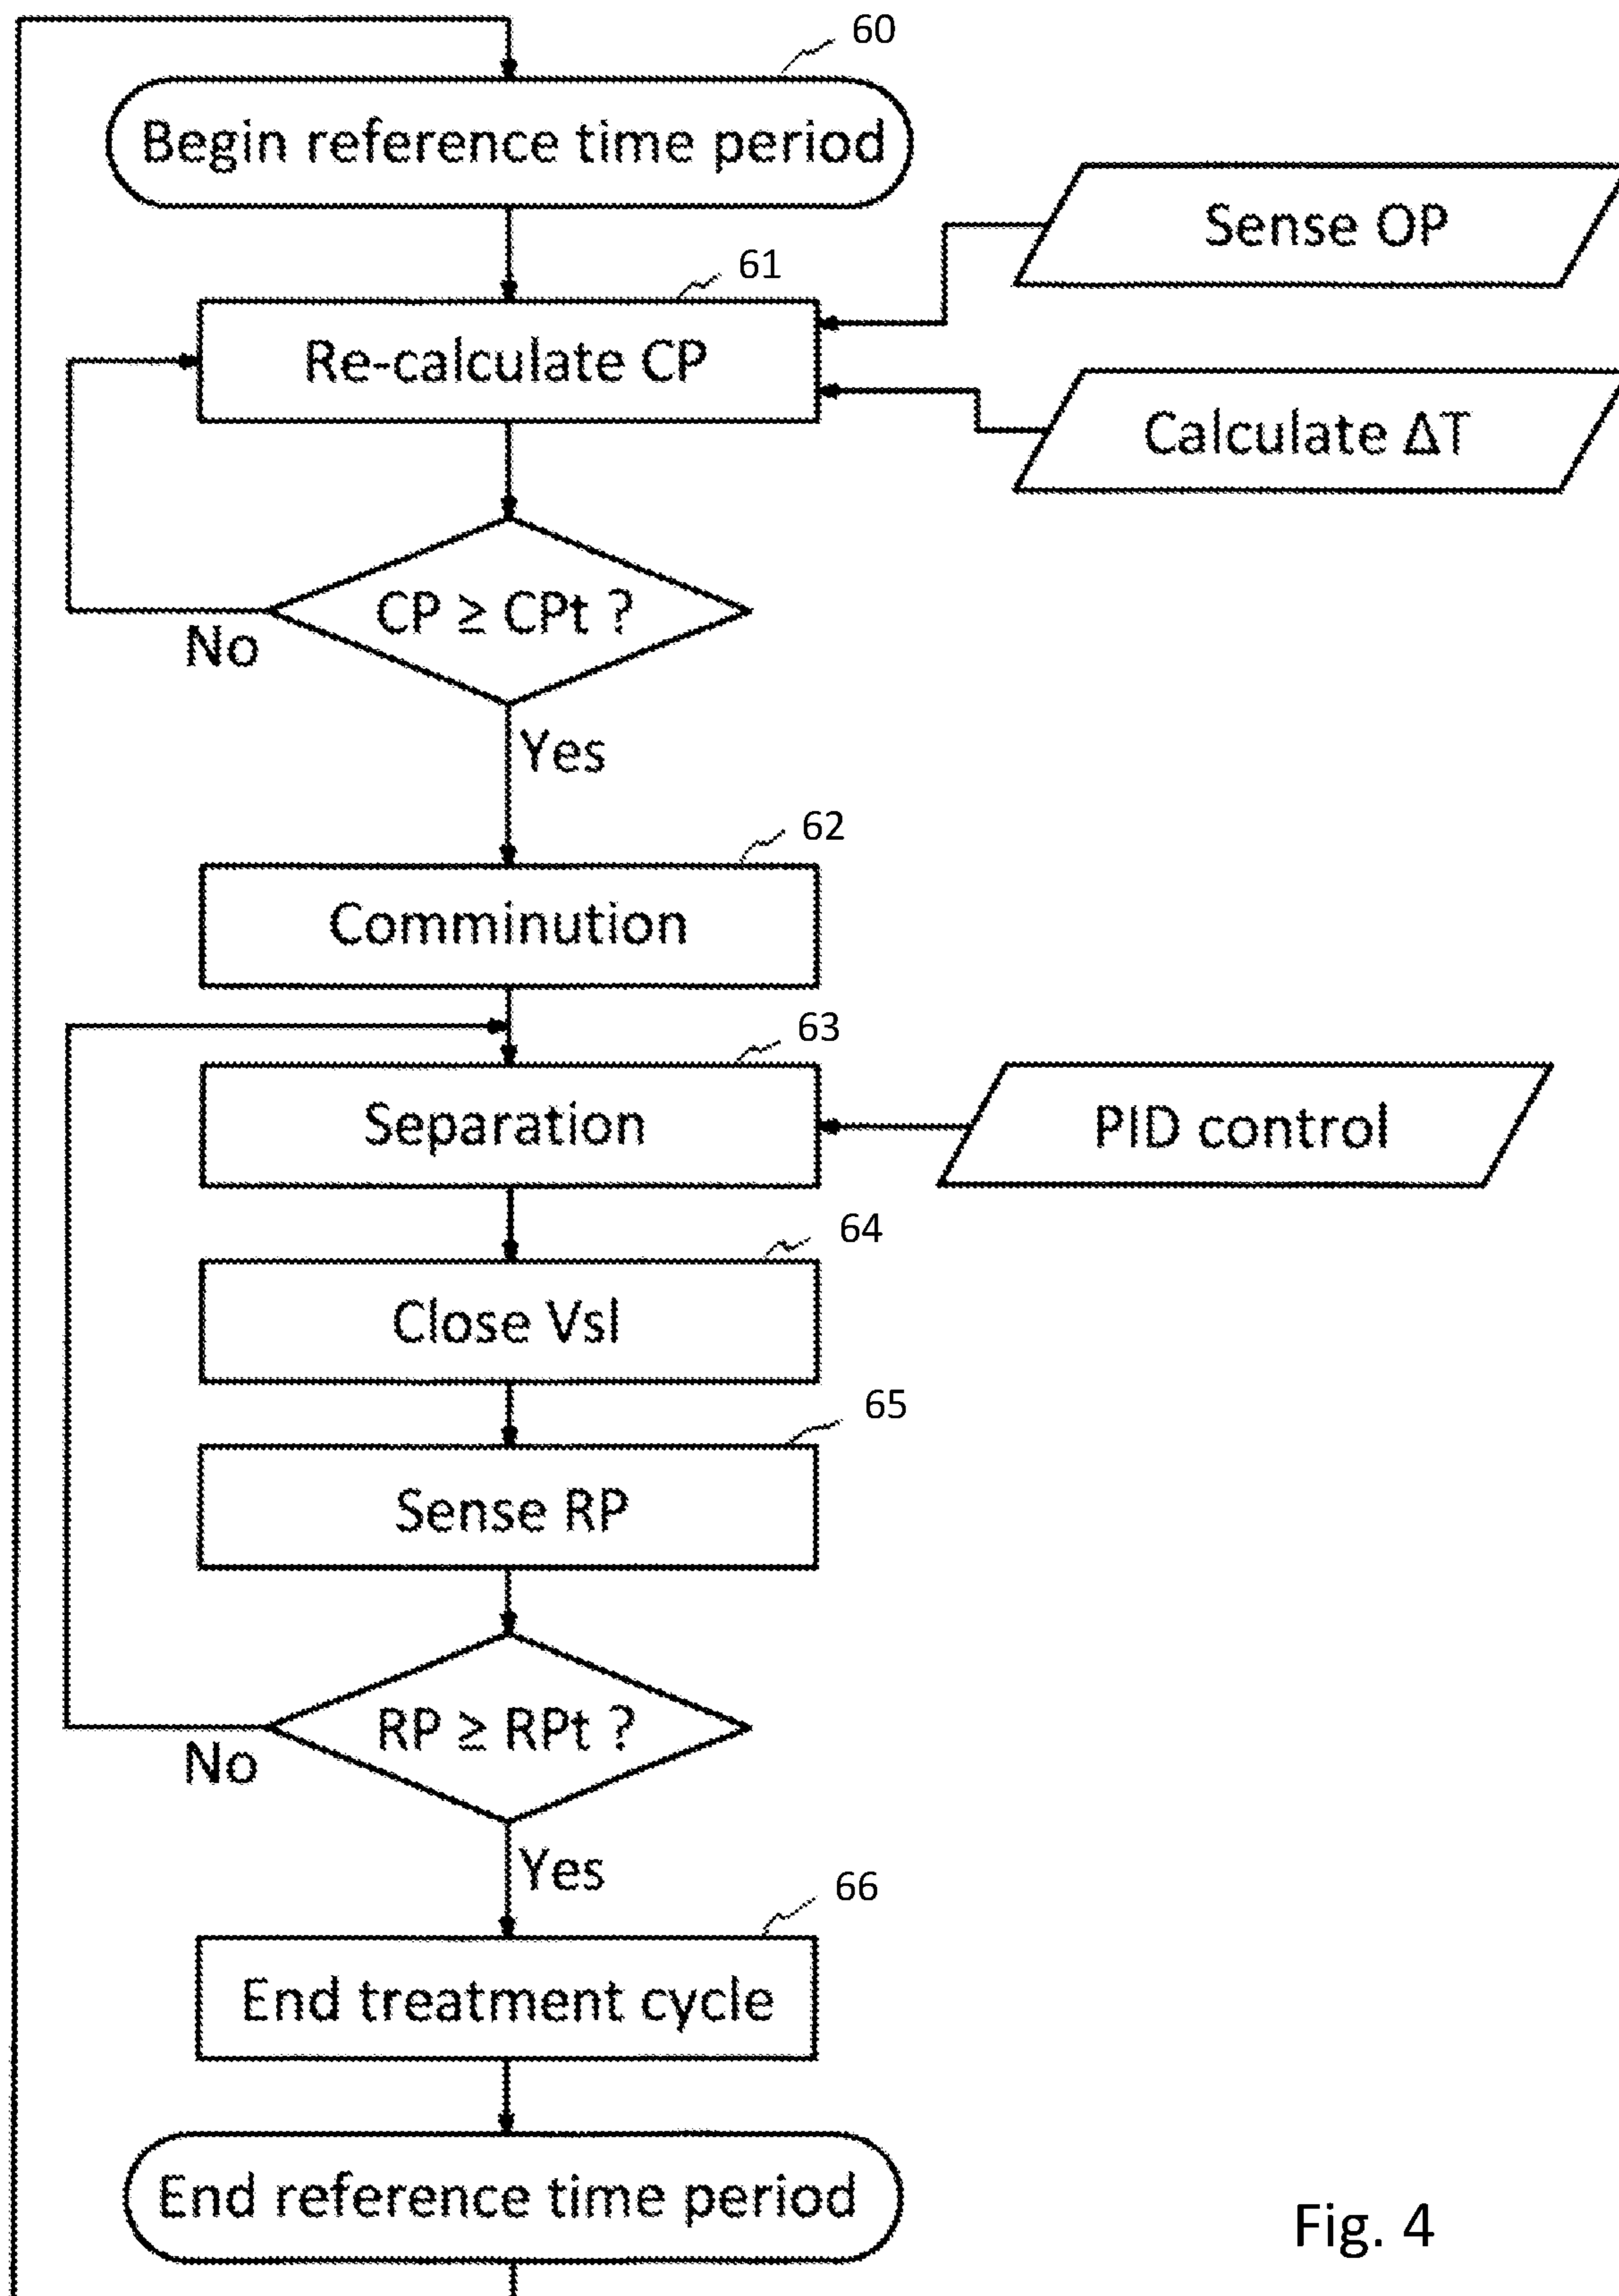 60
Begin reference time period
Sense OP
61
Re-calculate CP
Calculate ΔT
CP ≥ CPt ?
No
Yes
62
Comminution
63
Separation
PID control
64
Close Vsl
65
Sense RP
RP ≥ RPt ?
No
Yes
66
End treatment cycle
End reference time period
Fig. 4